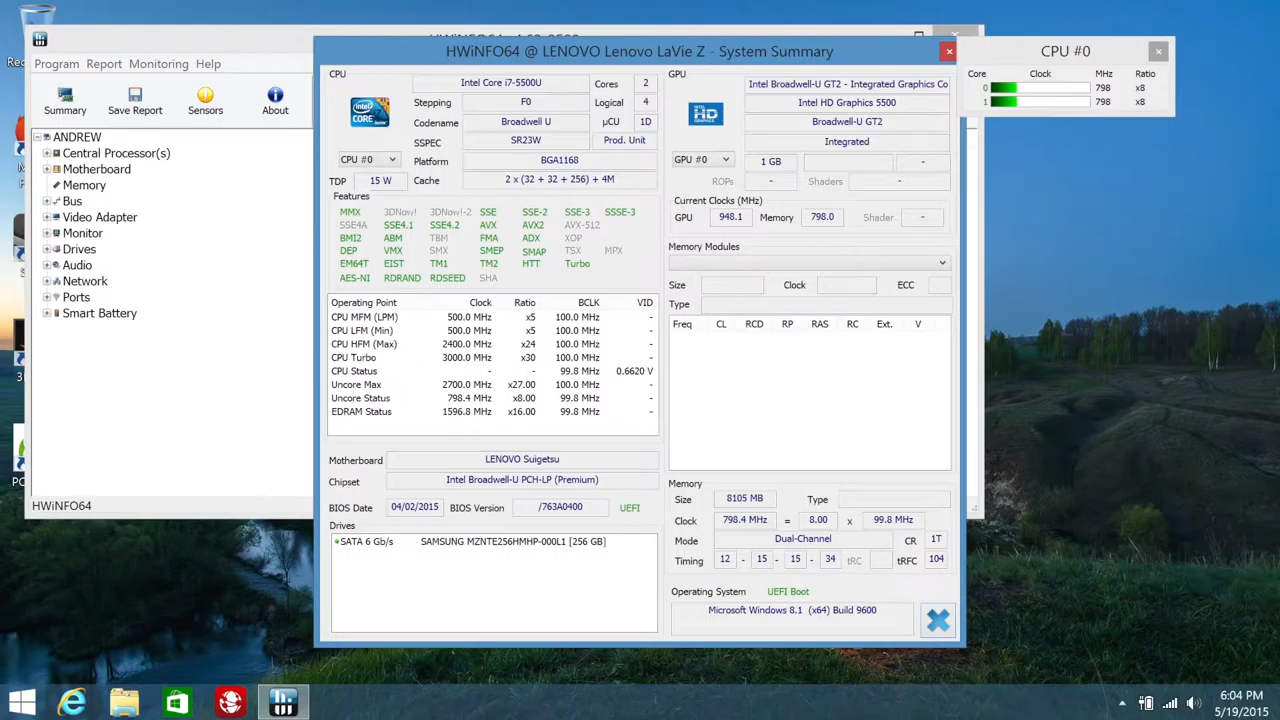 HWiNFO64 @ LENOVO Lenovo LaVie Z - System Summary
CPU #0
Program Report Monitoring Help
Summary Save Report Sensors About
ANDREW
Central Processor(s)
Motherboard
Memory
Bus
Video Adapter
Monitor
Drives
Audio
Network
Ports
Smart Battery
HWiNFO64
CPU
Intel Core i7-5500U Cores 2
Stepping F0 Logical 4
Codename Broadwell U µCU 1D
SSPEC SR23W Prod. Unit
CPU #0 Platform BGA1168
TDP 15 W Cache 2 x (32 + 32 + 256) + 4M
Features
MMX 3DNow! 3DNow!-2 SSE SSE-2 SSE-3 SSSE-3
SSE4A SSE4.1 SSE4.2 AVX AVX2 AVX-512
BMI2 ABM TBM FMA ADX XOP
DEP VMX SMX SMEP SMAP TSX MPX
EM64T EIST TM1 TM2 HTT Turbo
AES-NI RDRAND RDSEED SHA
Operating Point Clock Ratio BCLK VID
CPU MFM (LPM) 500.0 MHz x5 100.0 MHz -
CPU LFM (Min) 500.0 MHz x5 100.0 MHz -
CPU HFM (Max) 2400.0 MHz x24 100.0 MHz -
CPU Turbo 3000.0 MHz x30 100.0 MHz -
CPU Status - - 99.8 MHz 0.6620 V
Uncore Max 2700.0 MHz x27.00 100.0 MHz -
Uncore Status 798.4 MHz x8.00 99.8 MHz -
EDRAM Status 1596.8 MHz x16.00 99.8 MHz -
Motherboard LENOVO Suigetsu
Chipset Intel Broadwell-U PCH-LP (Premium)
BIOS Date 04/02/2015 BIOS Version /763A0400 UEFI
Drives
SATA 6 Gb/s SAMSUNG MZNTE256HMHP-000L1 [256 GB]
GPU
Intel Broadwell-U GT2 - Integrated Graphics Co
Intel HD Graphics 5500
Broadwell-U GT2
Integrated
GPU #0 1 GB -
ROPs - Shaders -
Current Clocks (MHz)
GPU 948.1 Memory 798.0 Shader -
Memory Modules
Size Clock ECC
Type
Freq CL RCD RP RAS RC Ext. V
Memory
Size 8105 MB Type
Clock 798.4 MHz = 8.00 x 99.8 MHz
Mode Dual-Channel CR 1T
Timing 12 - 15 - 15 - 34 tRC tRFC 104
Operating System UEFI Boot
Microsoft Windows 8.1 (x64) Build 9600
Core Clock MHz Ratio
0 798 x8
1 798 x8
6:04 PM
5/19/2015